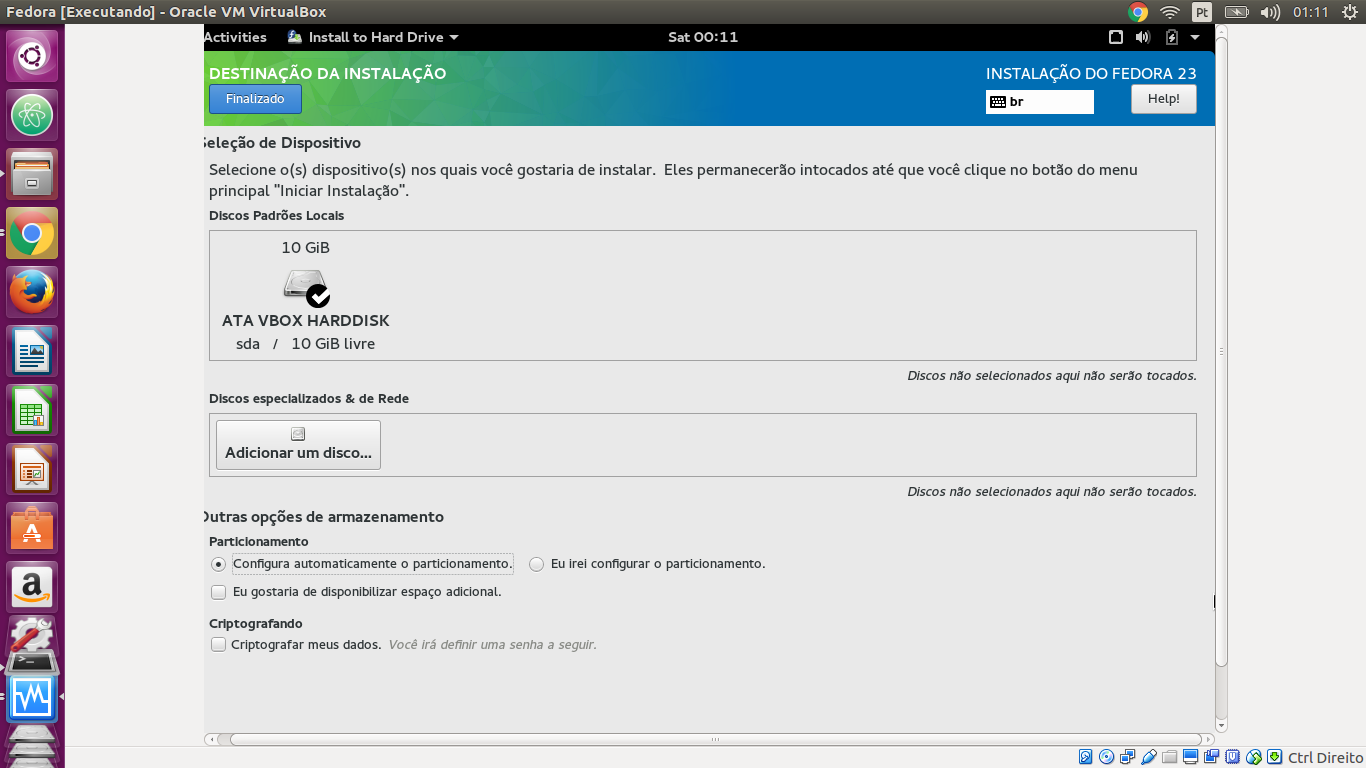 Fedora [Executando] - Oracle VM VirtualBox
Pt
01:11
Activities
Install to Hard Drive
Sat 00:11
DESTINAÇÃO DA INSTALAÇÃO
INSTALAÇÃO DO FEDORA 23
Finalizado
br
Help!
Seleção de Dispositivo
Selecione o(s) dispositivo(s) nos quais você gostaria de instalar. Eles permanecerão intocados até que você clique no botão do menu
principal "Iniciar Instalação".
Discos Padrões Locais
10 GiB
ATA VBOX HARDDISK
sda / 10 GiB livre
Discos não selecionados aqui não serão tocados.
Discos especializados & de Rede
Adicionar um disco...
Discos não selecionados aqui não serão tocados.
Outras opções de armazenamento
Particionamento
Configura automaticamente o particionamento.
Eu irei configurar o particionamento.
Eu gostaria de disponibilizar espaço adicional.
Criptografando
Criptografar meus dados. Você irá definir uma senha a seguir.
Ctrl Direito